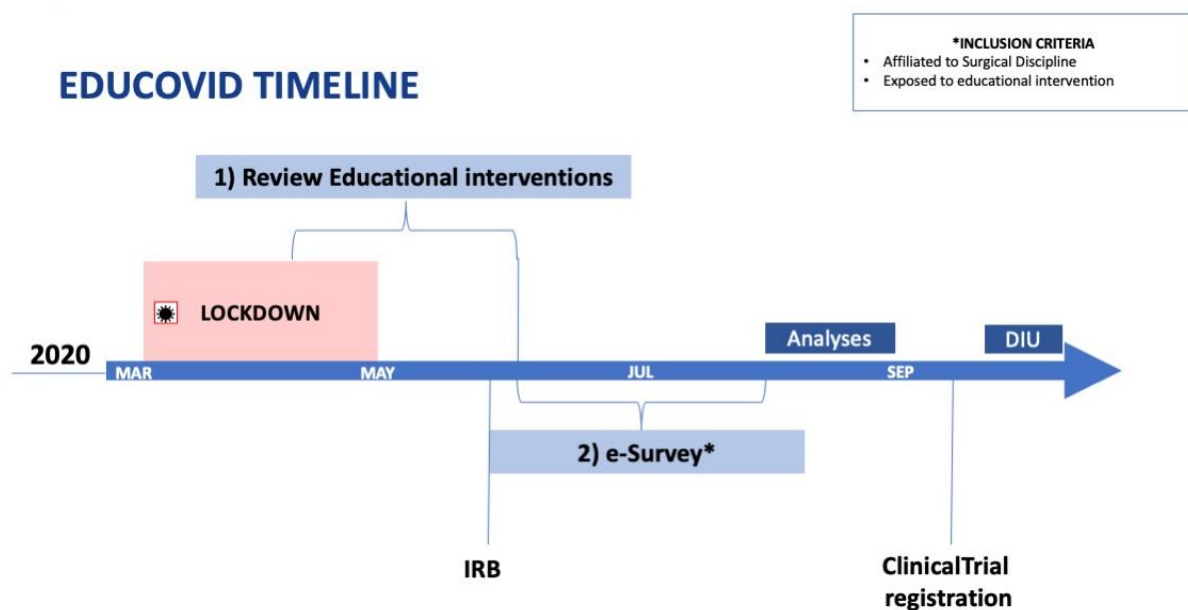 *INCLUSION CRITERIA
• Affiliated to Surgical Discipline
• Exposed to educational intervention
EDUCOVID TIMELINE
1) Review Educational interventions
LOCKDOWN
Analyses
DIU
2020
MAR
MAY
JUL
SEP
2) e-Survey*
IRB
ClinicalTrial
registration